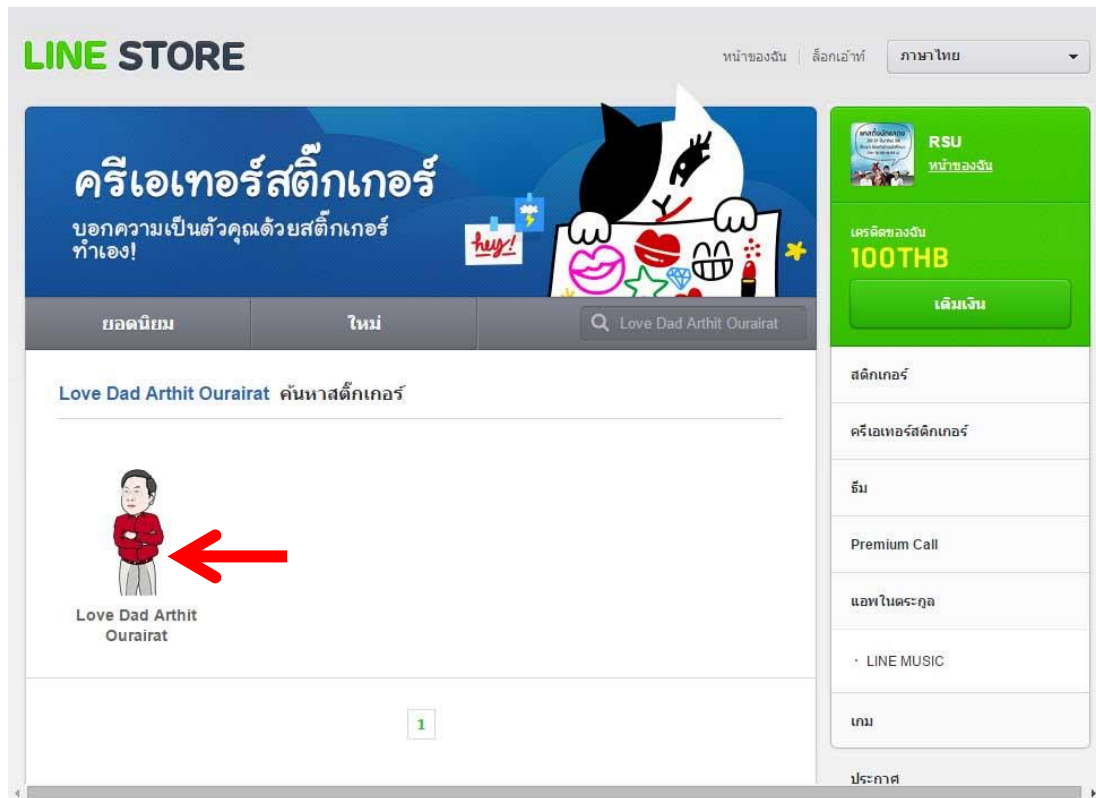 LINE STORE
หน้าของฉัน
ล็อกเอ้าท์
ภาษาไทย
ครีเอเทอร์สติ๊กเกอร์
บอกความเป็นตัวคุณด้วยสติ๊กเกอร์
ทำเอง!
hey!
ยอดนิยม
ใหม่
Love Dad Arthit Ourairat
Love Dad Arthit Ourairat ค้นหาสติ๊กเกอร์
Love Dad Arthit
Ourairat
1
RSU
หน้าของฉัน
เครดิตของฉัน
100THB
เติมเงิน
สติกเกอร์
ครีเอเทอร์สติกเกอร์
ธีม
Premium Call
แอพในตระกูล
· LINE MUSIC
เกม
ประกาศ